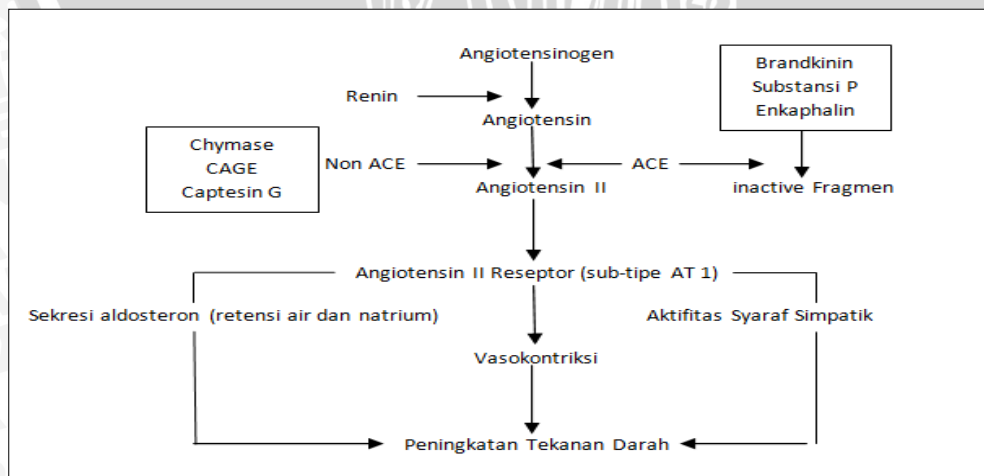 Angiotensinogen
Brandkinin
Substansi P
Enkaphalin
Renin
Angiotensin
Chymase
CAGE
Captesin G
Non ACE
ACE
Angiotensin II
inactive Fragmen
Angiotensin II Reseptor (sub-tipe AT 1)
Sekresi aldosteron (retensi air dan natrium)
Aktifitas Syaraf Simpatik
Vasokontriksi
Peningkatan Tekanan Darah